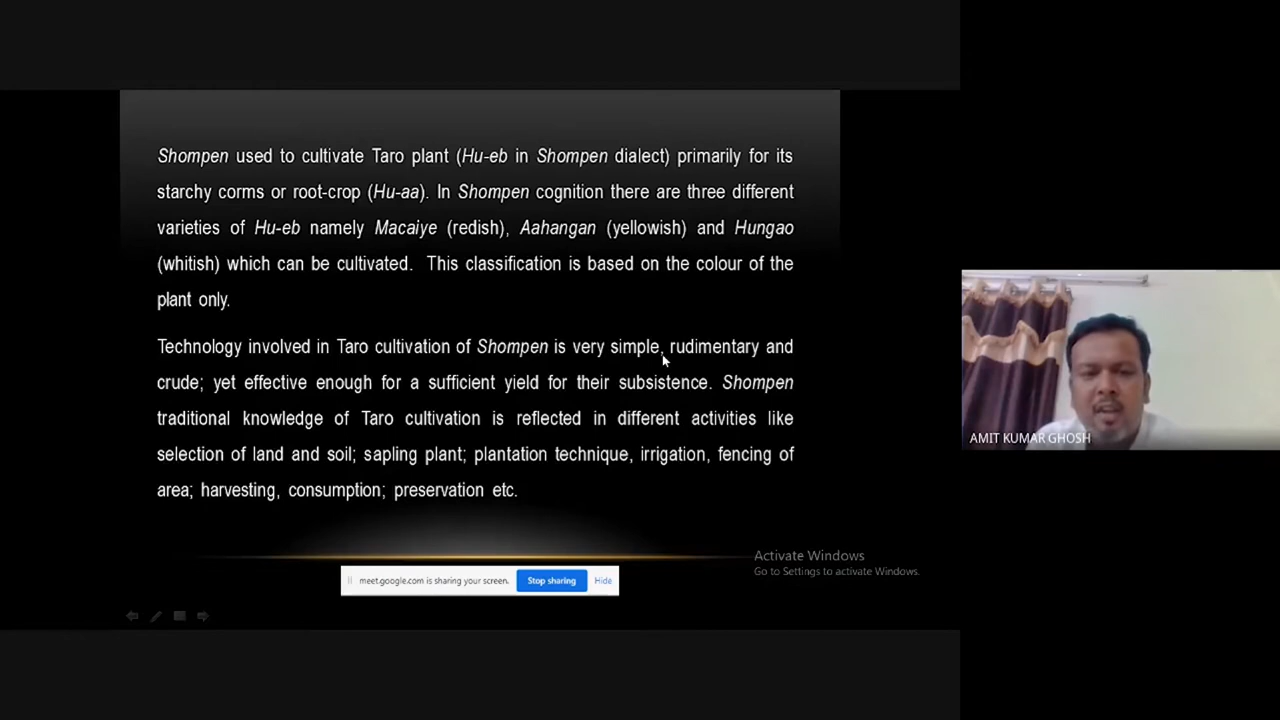 Shompen used to cultivate Taro plant (Hu-eb in Shompen dialect) primarily for its
starchy corms or root-crop (Hu-aa). In Shompen cognition there are three different
varieties of Hu-eb namely Macaiye (redish), Aahangan (yellowish) and Hungao
(whitish) which can be cultivated. This classification is based on the colour of the
plant only.
Technology involved in Taro cultivation of Shompen is very simple, rudimentary and
crude; yet effective enough for a sufficient yield for their subsistence. Shompen
traditional knowledge of Taro cultivation is reflected in different activities like
selection of land and soil; sapling plant; plantation technique, irrigation, fencing of
area; harvesting, consumption; preservation etc.
AMIT KUMAR GHOSH
Activate Windows
Go to Settings to activate Windows.
meet.google.com is sharing your screen. Stop sharing Hide